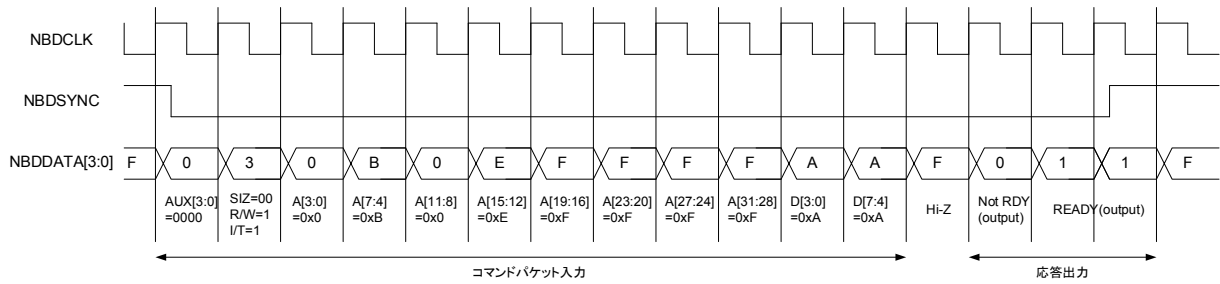 NBDCLK
NBDSYNC
NBDDATA[3:0] F 0 3 0 B 0 E F F F F A A F 0 1 1 F
AUX[3:0] =0000
SIZ=00 R/W=1 I/T=1
A[3:0] =0x0
A[7:4] =0xB
A[11:8] =0x0
A[15:12] =0xE
A[19:16] =0xF
A[23:20] =0xF
A[27:24] =0xF
A[31:28] =0xF
D[3:0] =0xA
D[7:4] =0xA
Hi-Z
Not RDY (output)
READY(output)
コマンドパケット入力
応答出力